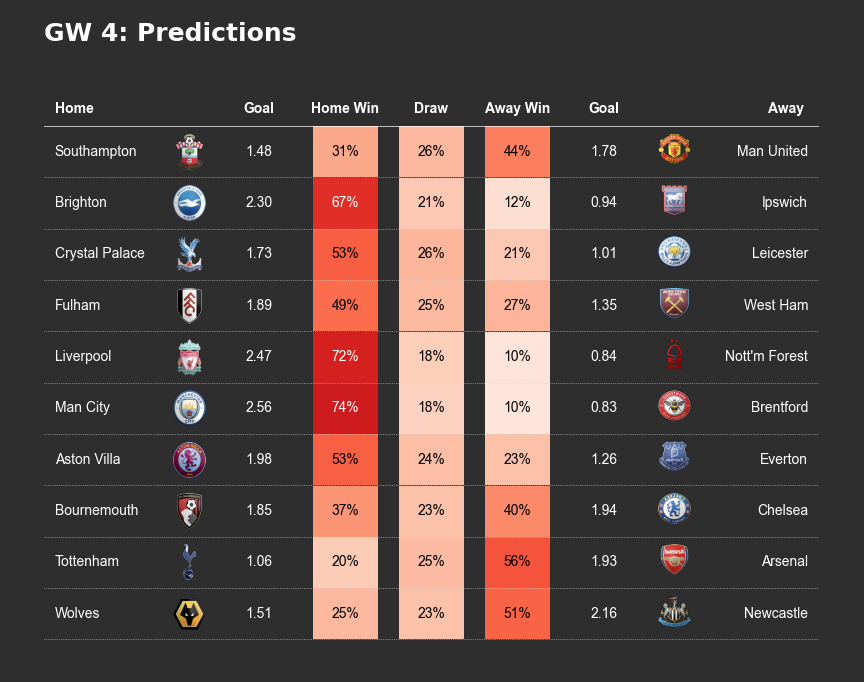 GW 4: Predictions
Home Goal Home Win Draw Away Win Goal Away
Southampton 1.48 31% 26% 44% 1.78 Man United
Brighton 2.30 67% 21% 12% 0.94 Ipswich
Crystal Palace 1.73 53% 26% 21% 1.01 Leicester
Fulham 1.89 49% 25% 27% 1.35 West Ham
Liverpool 2.47 72% 18% 10% 0.84 Nott'm Forest
Man City 2.56 74% 18% 10% 0.83 Brentford
Aston Villa 1.98 53% 24% 23% 1.26 Everton
Bournemouth 1.85 37% 23% 40% 1.94 Chelsea
Tottenham 1.06 20% 25% 56% 1.93 Arsenal
Wolves 1.51 25% 23% 51% 2.16 Newcastle